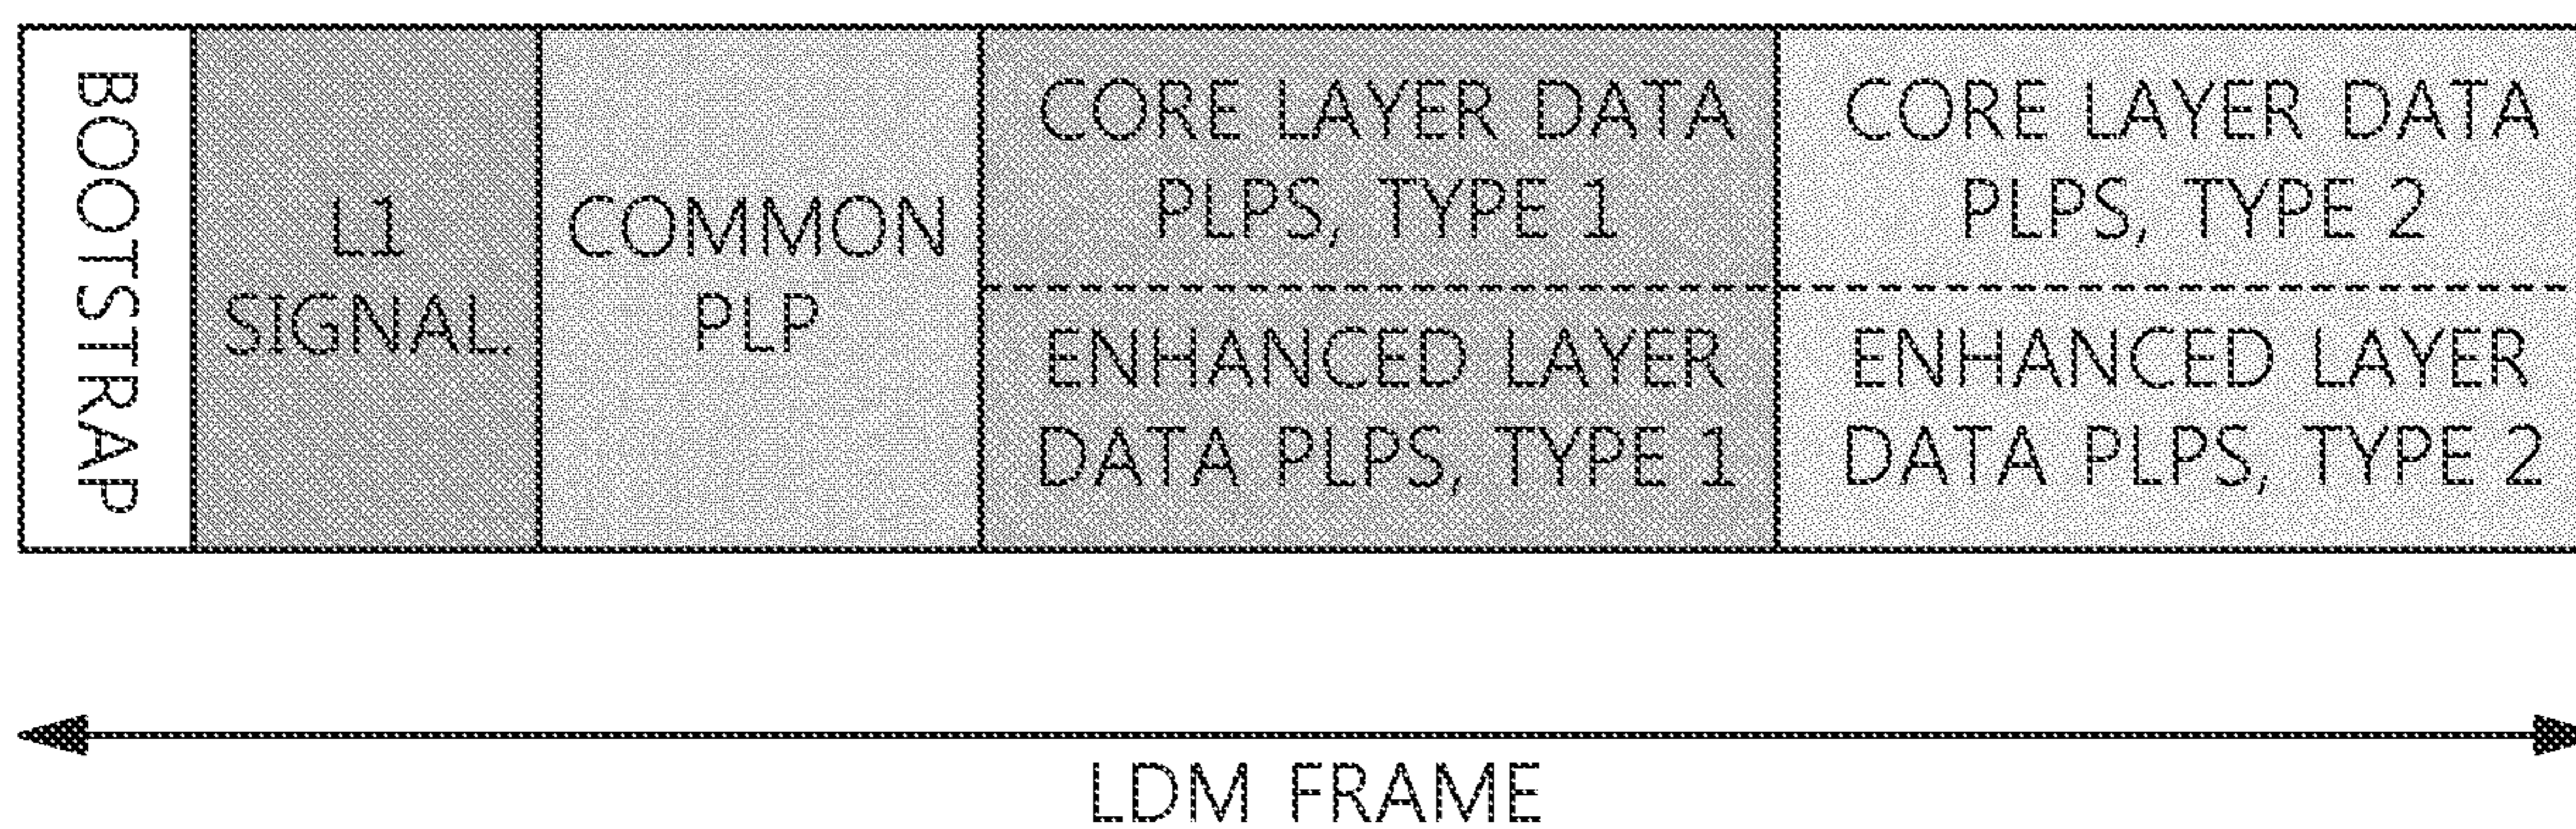 BOOTSTRAP
L1
SIGNAL.
COMMON
PLP
CORE LAYER DATA
PLPS, TYPE 1
ENHANCED LAYER
DATA PLPS, TYPE 1
CORE LAYER DATA
PLPS, TYPE 2
ENHANCED LAYER
DATA PLPS, TYPE 2
LDM FRAME